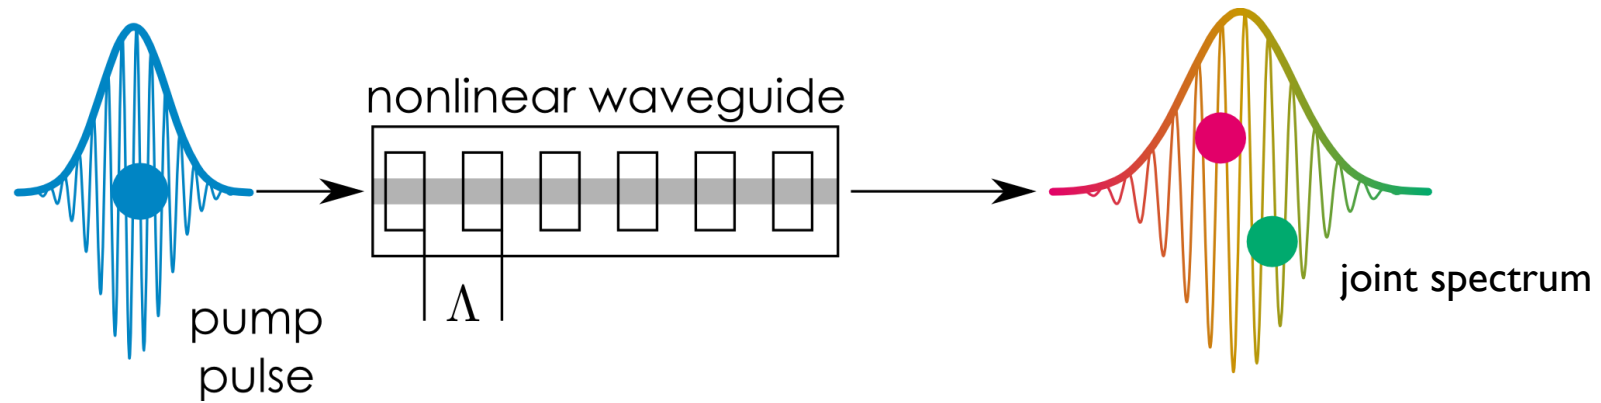 nonlinear waveguide
Λ
pump
pulse
joint spectrum